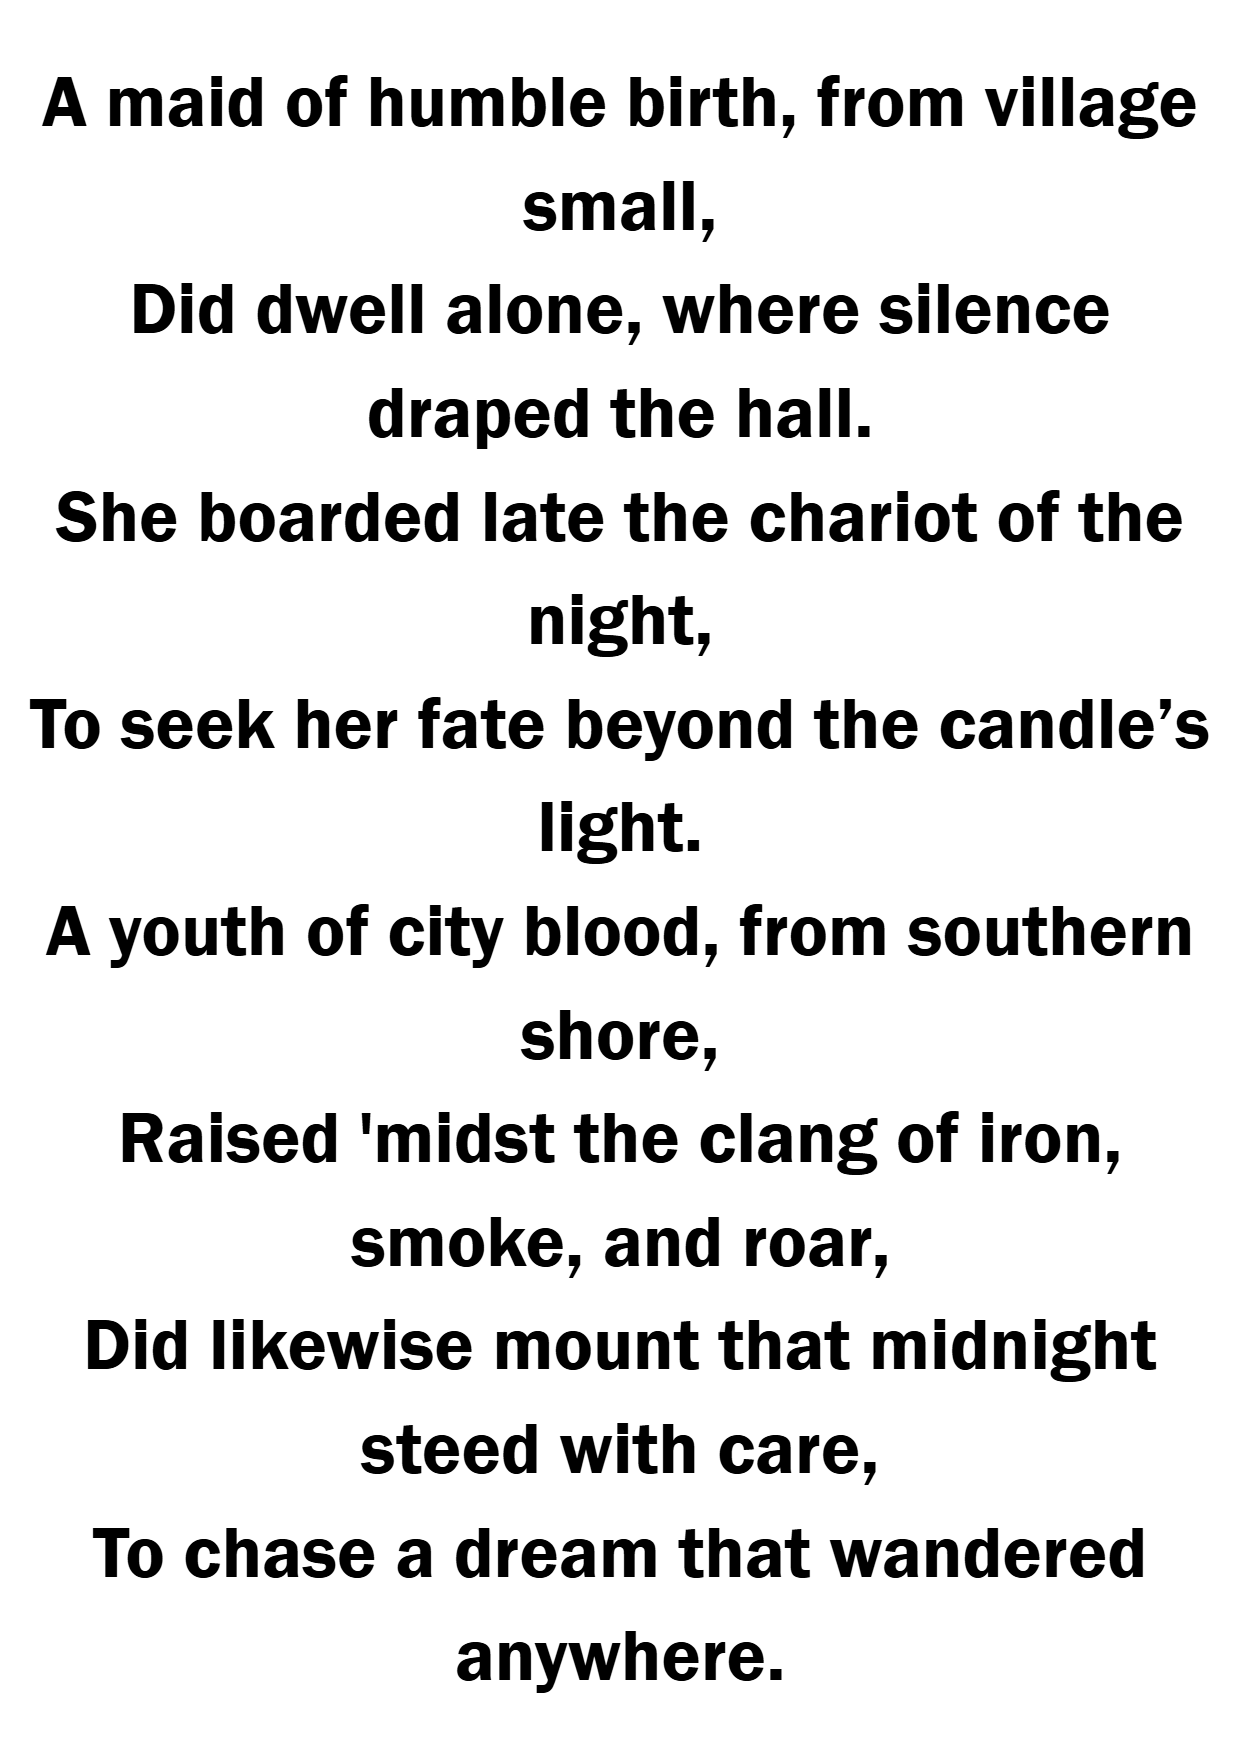 A maid of humble birth, from village
small,
Did dwell alone, where silence
draped the hall.
She boarded late the chariot of the
night,
To seek her fate beyond the candle’s
light.
A youth of city blood, from southern
shore,
Raised 'midst the clang of iron,
smoke, and roar,
Did likewise mount that midnight
steed with care,
To chase a dream that wandered
anywhere.